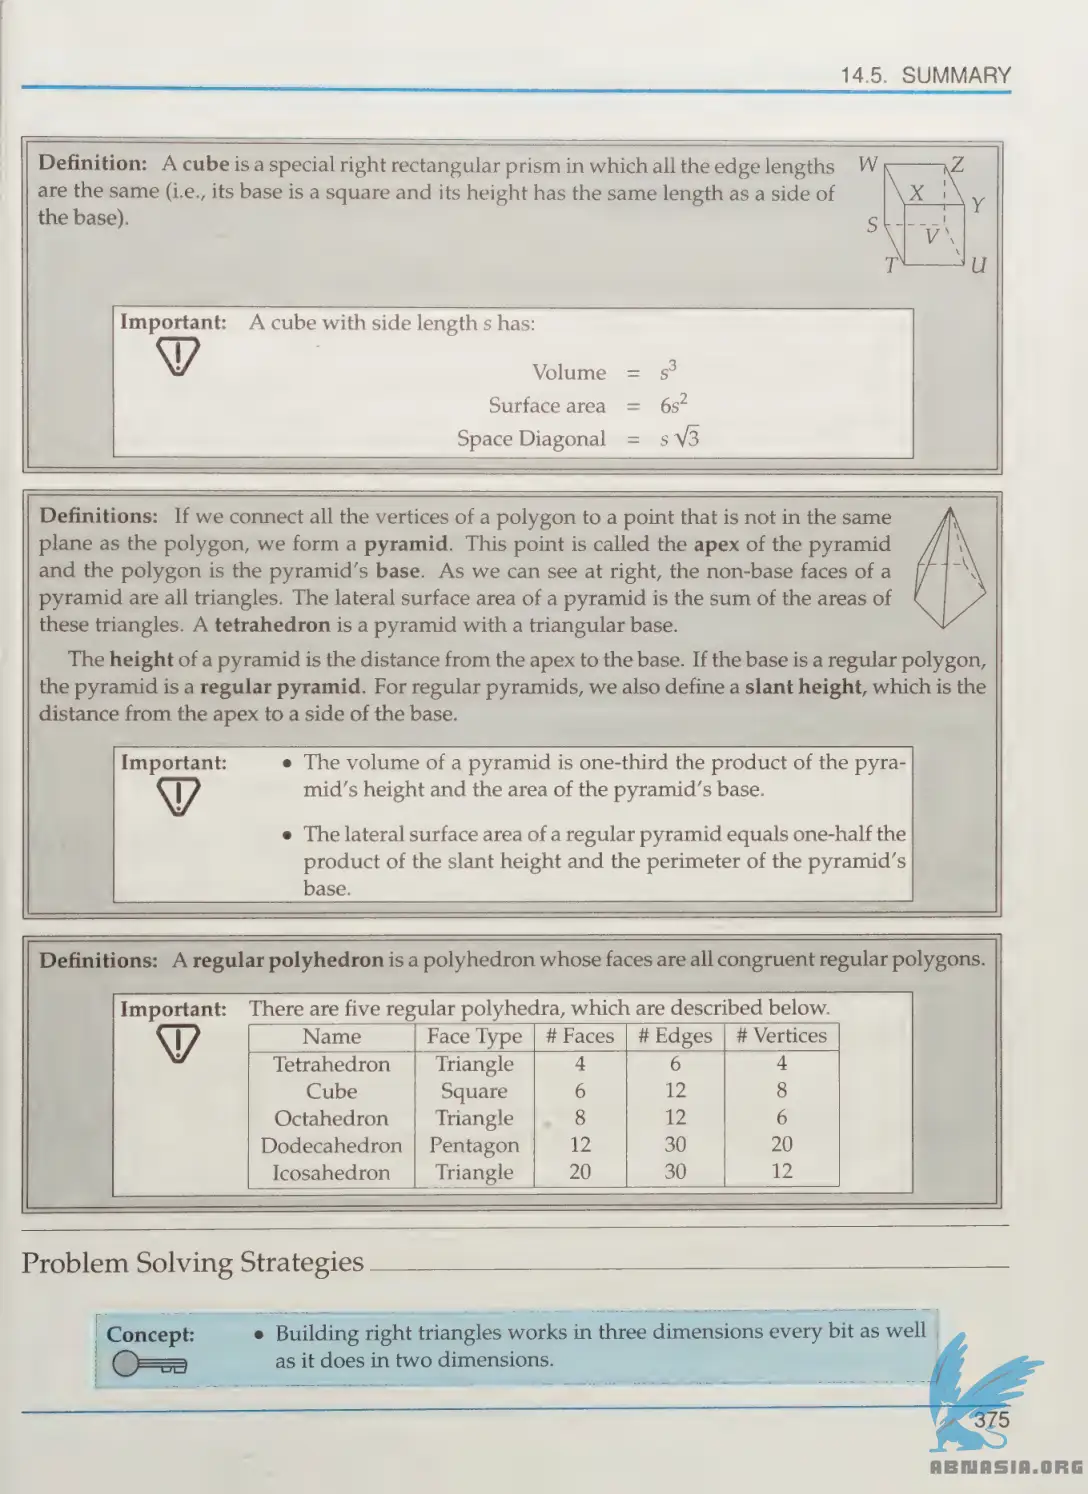 14.5. SUMMARY
Definition: A cube is a special right rectangular prism in which all the edge lengths
are the same (i.e., its base is a square and its height has the same length as a side of
the base).
W
Z
X
Y
S
V
T
U
Important: A cube with side length s has:
Volume = s³
Surface area = 6s²
Space Diagonal = s√3
Definitions: If we connect all the vertices of a polygon to a point that is not in the same
plane as the polygon, we form a pyramid. This point is called the apex of the pyramid
and the polygon is the pyramid's base. As we can see at right, the non-base faces of a
pyramid are all triangles. The lateral surface area of a pyramid is the sum of the areas of
these triangles. A tetrahedron is a pyramid with a triangular base.
The height of a pyramid is the distance from the apex to the base. If the base is a regular polygon,
the pyramid is a regular pyramid. For regular pyramids, we also define a slant height, which is the
distance from the apex to a side of the base.
Important: • The volume of a pyramid is one-third the product of the pyra-
mid's height and the area of the pyramid's base.
• The lateral surface area of a regular pyramid equals one-half the
product of the slant height and the perimeter of the pyramid's
base.
Definitions: A regular polyhedron is a polyhedron whose faces are all congruent regular polygons.
Important: There are five regular polyhedra, which are described below.
Name Face Type # Faces # Edges # Vertices
Tetrahedron Triangle 4 6 4
Cube Square 6 12 8
Octahedron Triangle 8 12 6
Dodecahedron Pentagon 12 30 20
Icosahedron Triangle 20 30 12
Problem Solving Strategies
Concept: • Building right triangles works in three dimensions every bit as well
as it does in two dimensions.
375
ABNASIA.ORG